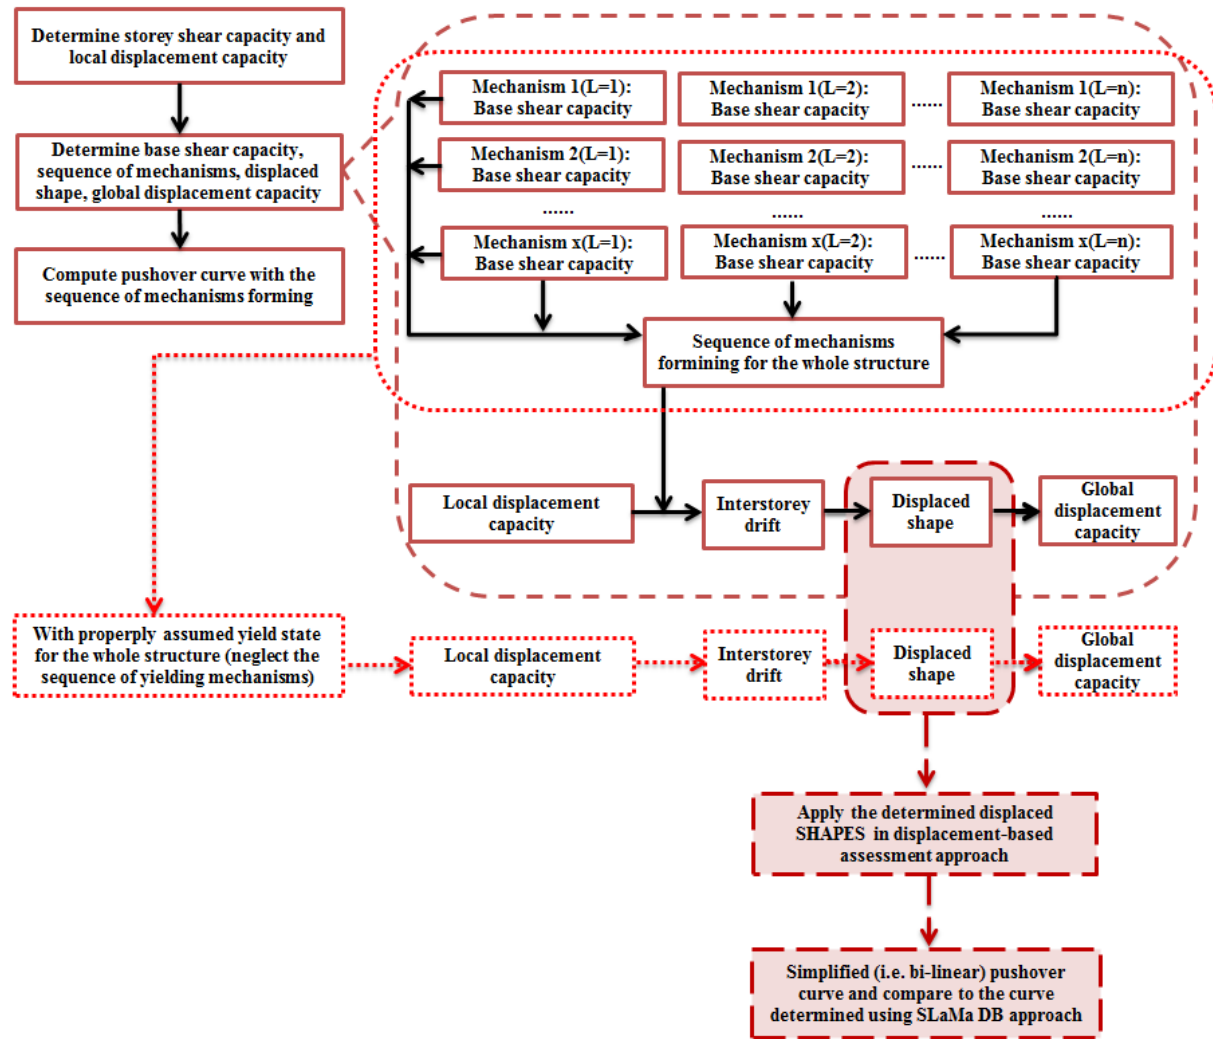 Determine storey shear capacity and
local displacement capacity
Determine base shear capacity,
sequence of mechanisms, displaced
shape, global displacement capacity
Compute pushover curve with the
sequence of mechanisms forming
Mechanism 1(L=1):
Base shear capacity
Mechanism 1(L=2):
Base shear capacity
......
Mechanism 1(L=n):
Base shear capacity
Mechanism 2(L=1):
Base shear capacity
Mechanism 2(L=2):
Base shear capacity
......
Mechanism 2(L=n):
Base shear capacity
......
......
......
Mechanism x(L=1):
Base shear capacity
Mechanism x(L=2):
Base shear capacity
......
Mechanism x(L=n):
Base shear capacity
Sequence of mechanisms
formining for the whole structure
Local displacement
capacity
Interstorey
drift
Displaced
shape
Global
displacement
capacity
With properply assumed yield state
for the whole structure (neglect the
sequence of yielding mechanisms)
Local displacement
capacity
Interstorey
drift
Displaced
shape
Global
displacement
capacity
Apply the determined displaced
SHAPES in displacement-based
assessment approach
Simplified (i.e. bi-linear) pushover
curve and compare to the curve
determined using SLaMa DB approach